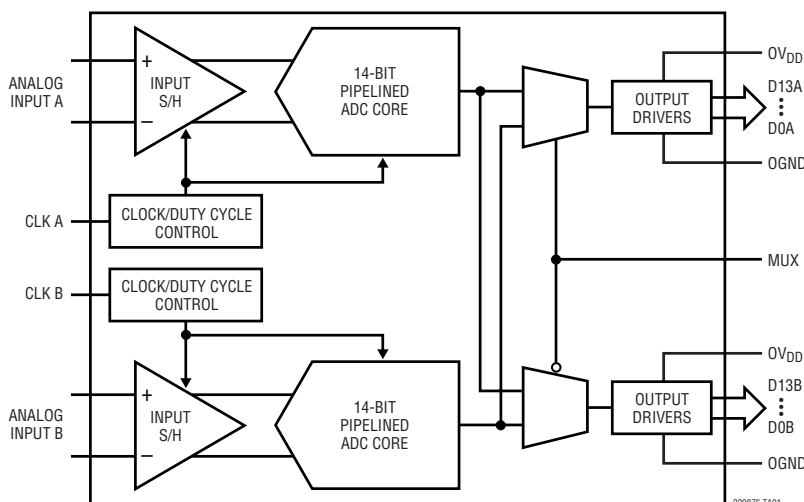 ANALOG
INPUT A
+
−
INPUT
S/H
14-BIT
PIPELINED
ADC CORE
OUTPUT
DRIVERS
OVDD
D13A
D0A
OGND
CLK A
CLOCK/DUTY CYCLE
CONTROL
MUX
CLK B
CLOCK/DUTY CYCLE
CONTROL
ANALOG
INPUT B
+
−
INPUT
S/H
14-BIT
PIPELINED
ADC CORE
OUTPUT
DRIVERS
OVDD
D13B
D0B
OGND